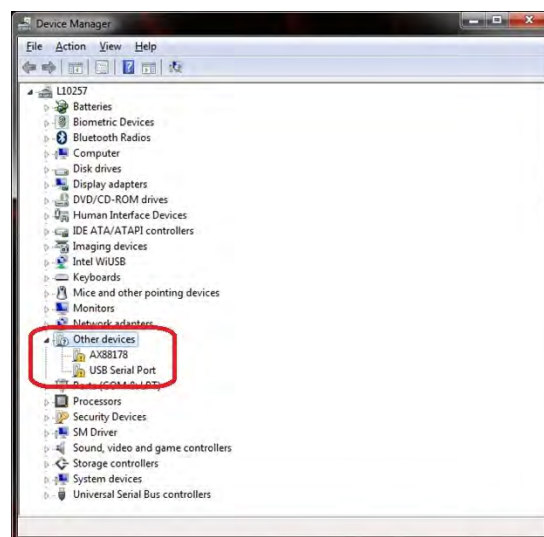 Device Manager
File Action View Help
L10257
Batteries
Biometric Devices
Bluetooth Radios
Computer
Disk drives
Display adapters
DVD/CD-ROM drives
Human Interface Devices
IDE ATA/ATAPI controllers
Imaging devices
Intel WiUSB
Keyboards
Mice and other pointing devices
Monitors
Network adapters
Other devices
AX88178
USB Serial Port
Ports (COM & LPT)
Processors
Security Devices
SM Driver
Sound, video and game controllers
Storage controllers
System devices
Universal Serial Bus controllers